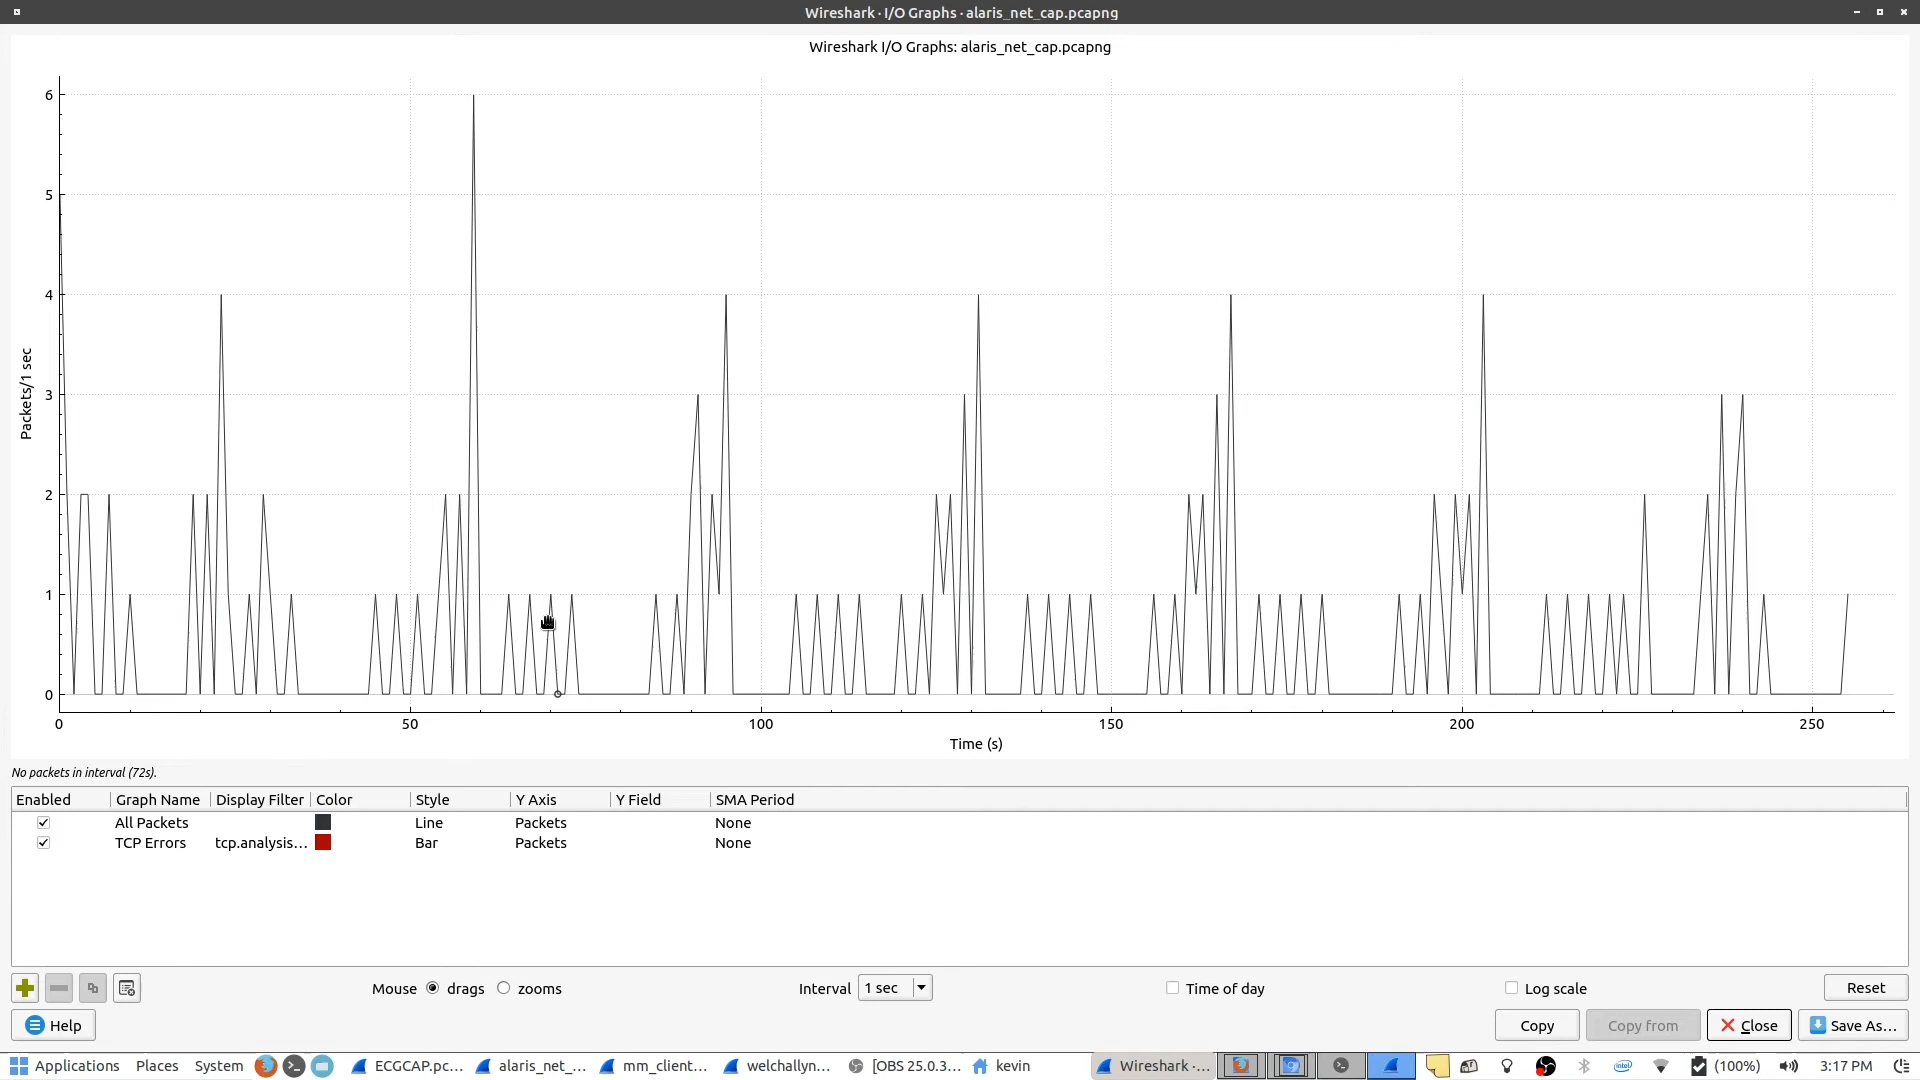 Wireshark · I/O Graphs · alaris_net_cap.pcapng
Wireshark I/O Graphs: alaris_net_cap.pcapng
Packets/1 sec
6
5
4
3
2
1
0
0 50 100 150 200 250
Time (s)
No packets in interval (72s).
Enabled Graph Name Display Filter Color Style Y Axis Y Field SMA Period
All Packets Line Packets None
TCP Errors tcp.analysis... Bar Packets None
Mouse drags zooms Interval 1 sec Time of day Log scale Reset
Help Copy Copy from Close Save As...
Applications Places System ECGCAP.pc... alaris_net_... mm_client... welchallyn... [OBS 25.0.3... kevin Wireshark ·... (100%) 3:17 PM